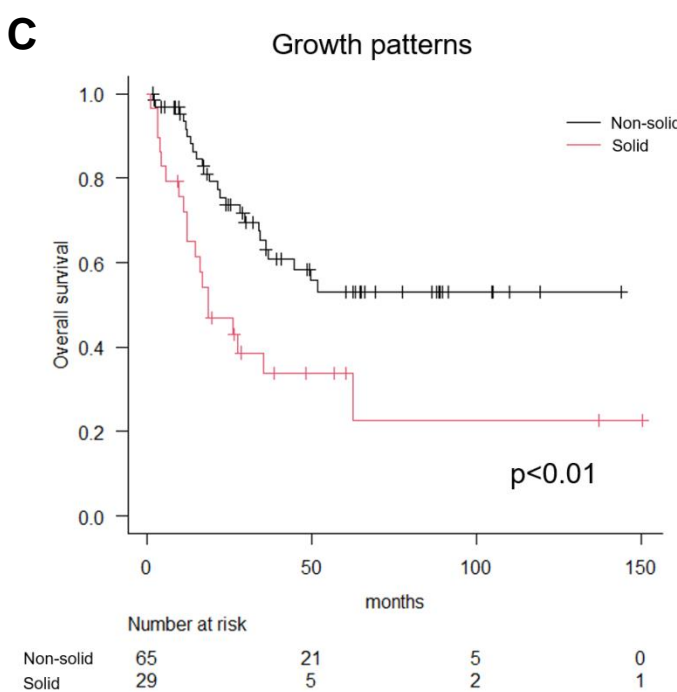 C
Growth patterns
Non-solid
Solid
1.0
0.8
0.6
0.4
0.2
0.0
Overall survival
p<0.01
0 50 100 150
months
Number at risk
Non-solid 65 21 5 0
Solid 29 5 2 1